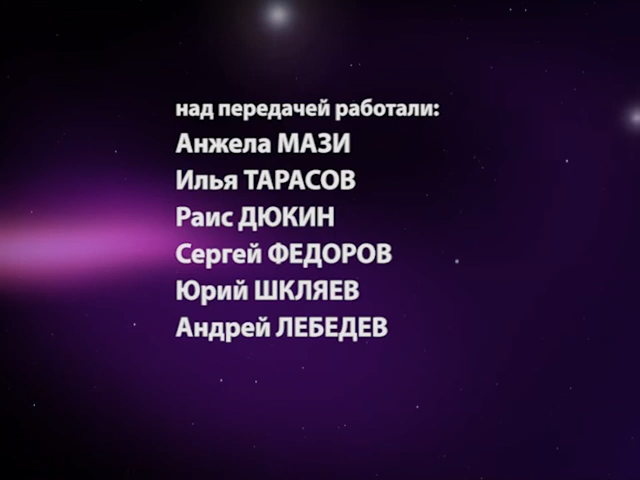 над передачей работали:
Анжела МАЗИ
Илья ТАРАСОВ
Раис ДЮКИН
Сергей ФЕДОРОВ
Юрий ШКЛЯЕВ
Андрей ЛЕБЕДЕВ